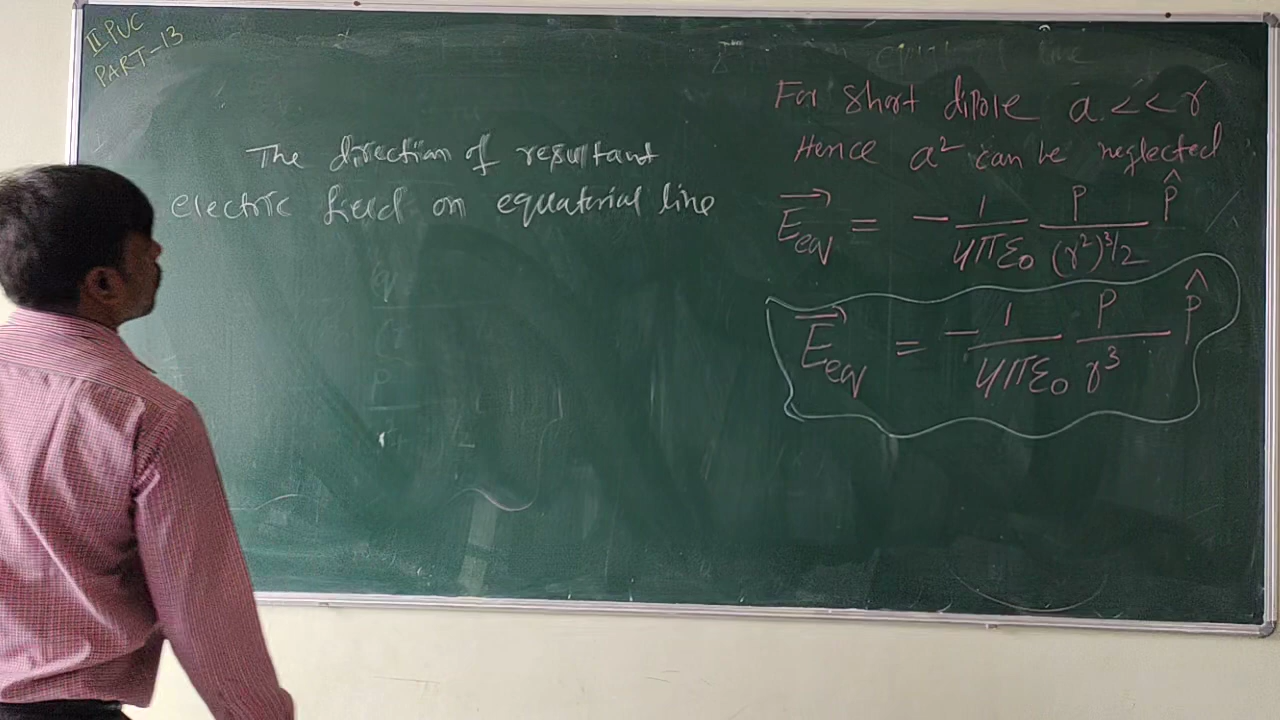 II PUC
PART-13
The direction of resultant
electric field on equatorial line
For short dipole a << r
Hence a² can be neglected
E⃗eq = - 1/4πε₀ P/(r²)^3/2 p̂
E⃗eq = - 1/4πε₀ P/r³ p̂